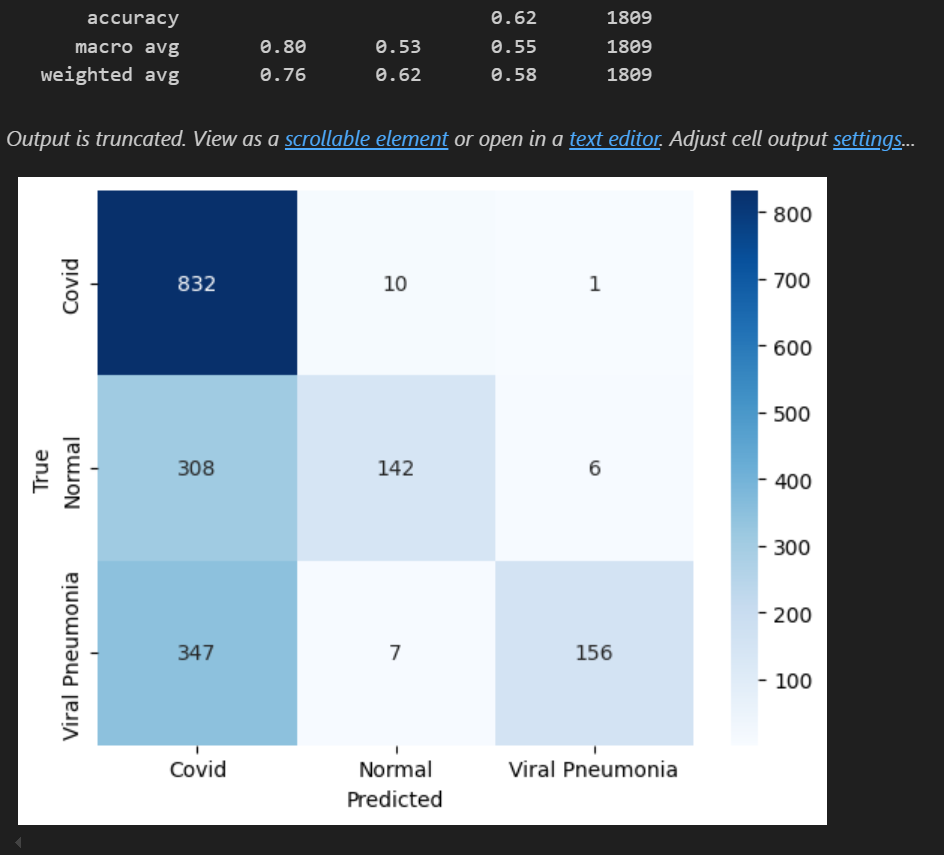 accuracy 0.62 1809
macro avg 0.80 0.53 0.55 1809
weighted avg 0.76 0.62 0.58 1809
Output is truncated. View as a scrollable element or open in a text editor. Adjust cell output settings...
800
700
600
500
400
300
200
100
True
Covid
832 10 1
Normal
308 142 6
Viral Pneumonia
347 7 156
Covid Normal Viral Pneumonia
Predicted